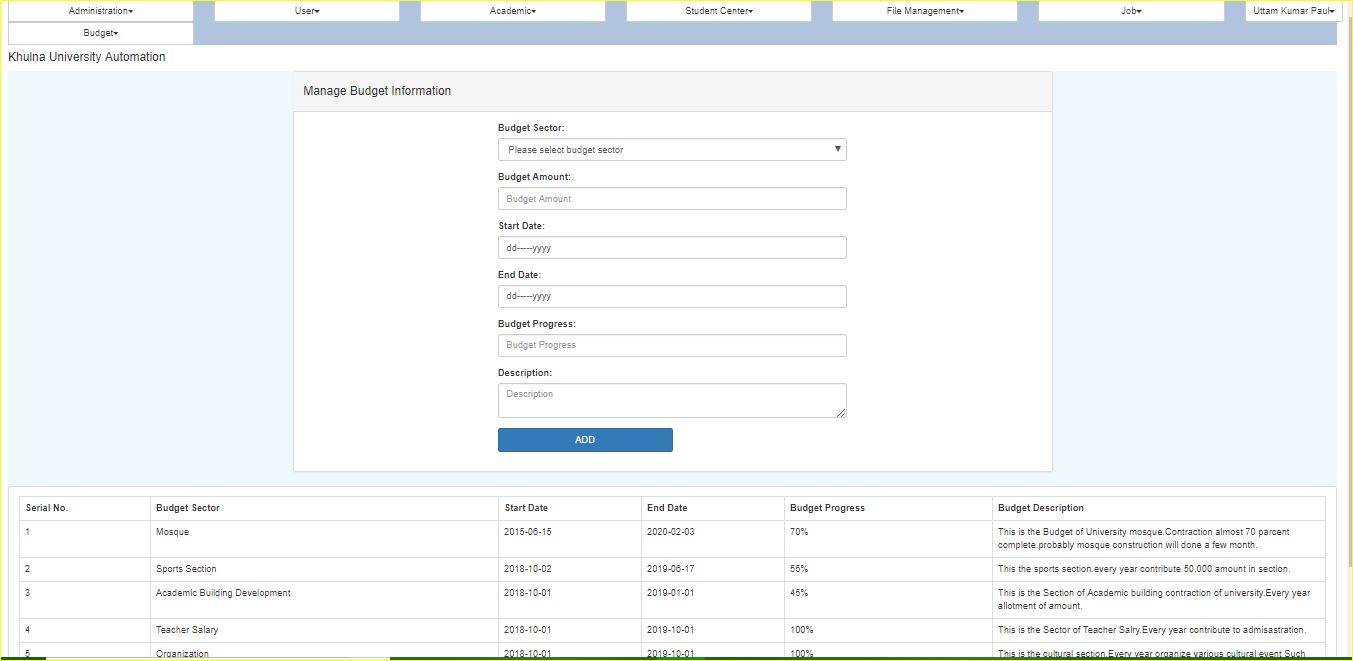 Administration User Academic Student Center File Management Job Uttam Kumar Paul
Budget
Khulna University Automation
Manage Budget Information
Budget Sector:
Please select budget sector
Budget Amount:
Budget Amount
Start Date:
dd-----yyyy
End Date:
dd-----yyyy
Budget Progress:
Budget Progress
Description:
Description
ADD
Serial No. Budget Sector Start Date End Date Budget Progress Budget Description
1 Mosque 2015-06-15 2020-02-03 70% This is the Budget of University mosque.Contraction almost 70 parcent
complete.probably mosque construction will done a few month.
2 Sports Section 2018-10-02 2019-06-17 55% This the sports section.every year contribute 50,000 amount in section.
3 Academic Building Development 2018-10-01 2019-01-01 45% This is the Section of Academic building contraction of university.Every year
allotment of amount.
4 Teacher Salary 2018-10-01 2019-10-01 100% This is the Sector of Teacher Salry.Every year contribute to admisastration.
5 Organization 2018-10-01 2019-10-01 100% This is the cultural section.Every year organize various cultural event Such